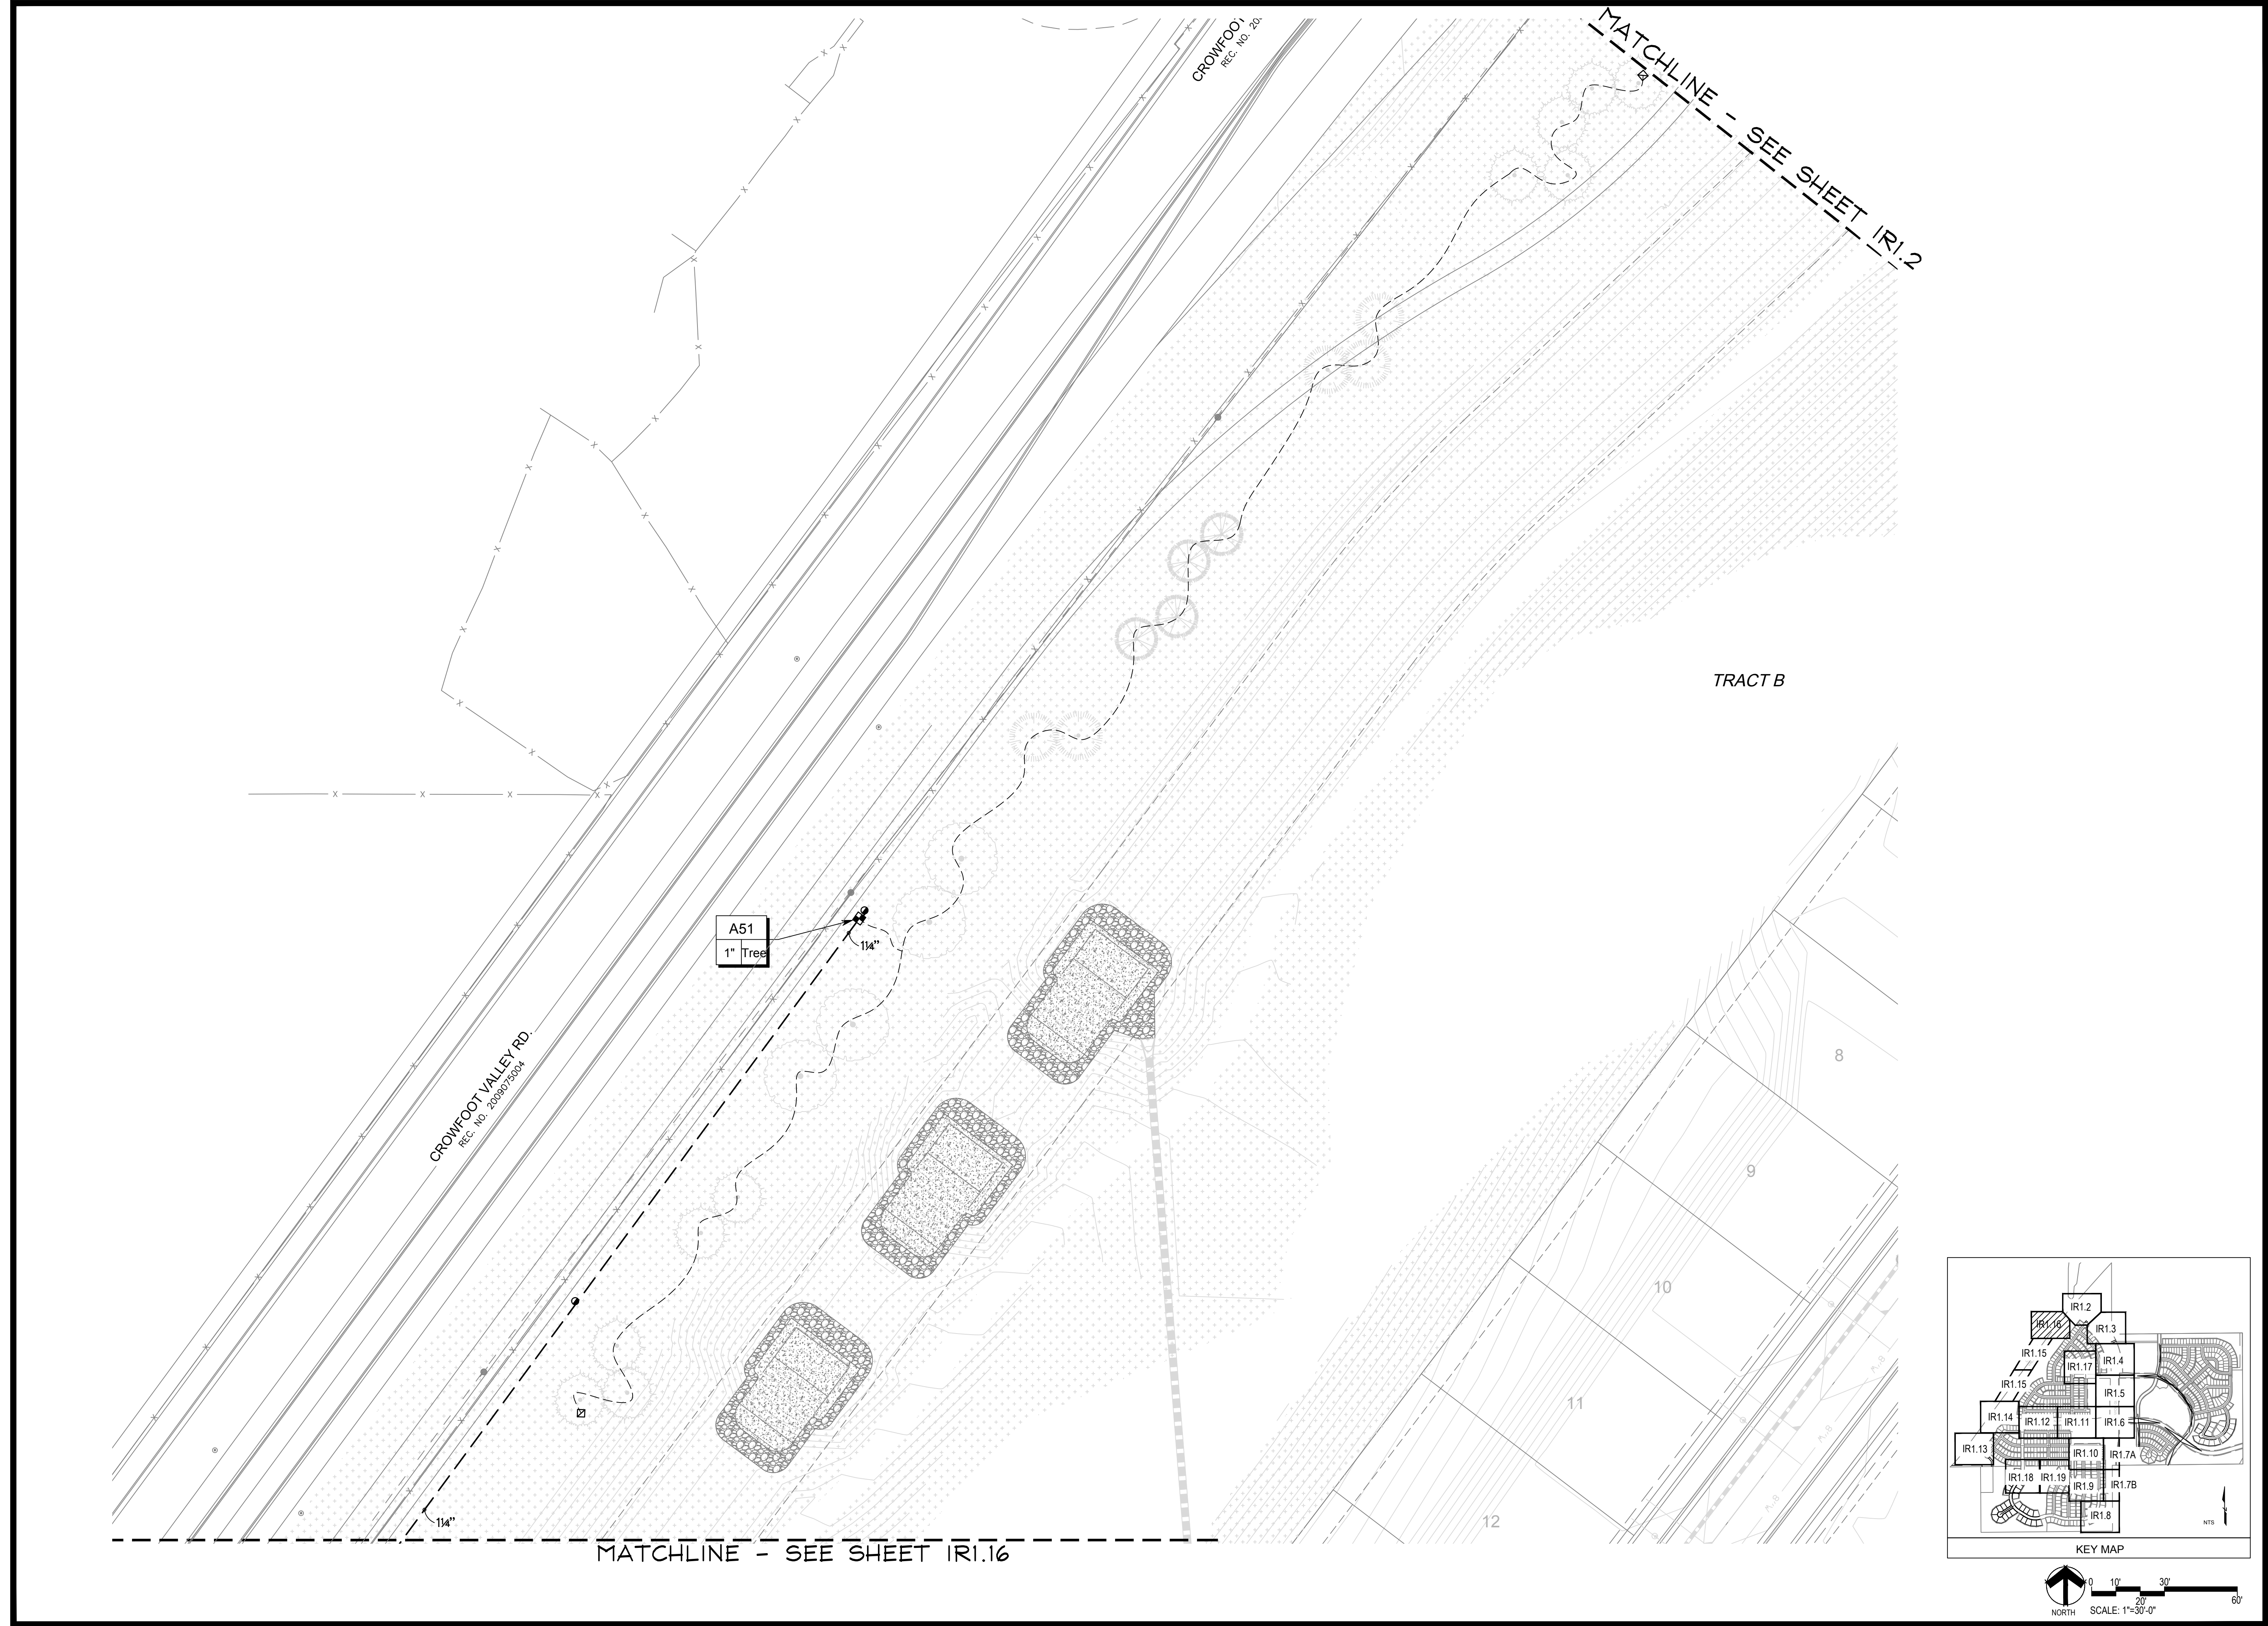 CROWFOOT
REC. NO. 20
MATCHLINE - SEE SHEET IR1.2
TRACT B
A51
1" Tree
1¼"
CROWFOOT VALLEY RD.
REC. NO. 2009075004
8
9
10
11
12
1¼"
MATCHLINE - SEE SHEET IR1.16
IR1.2
IR1.16
IR1.3
IR1.15
IR1.4
IR1.17
IR1.15
IR1.5
IR1.14
IR1.12
IR1.11
IR1.6
IR1.13
IR1.10
IR1.7A
IR1.18
IR1.19
IR1.9
IR1.7B
IR1.8
NTS
KEY MAP
NORTH
0 10' 30'
20' 60'
SCALE: 1"=30'-0"